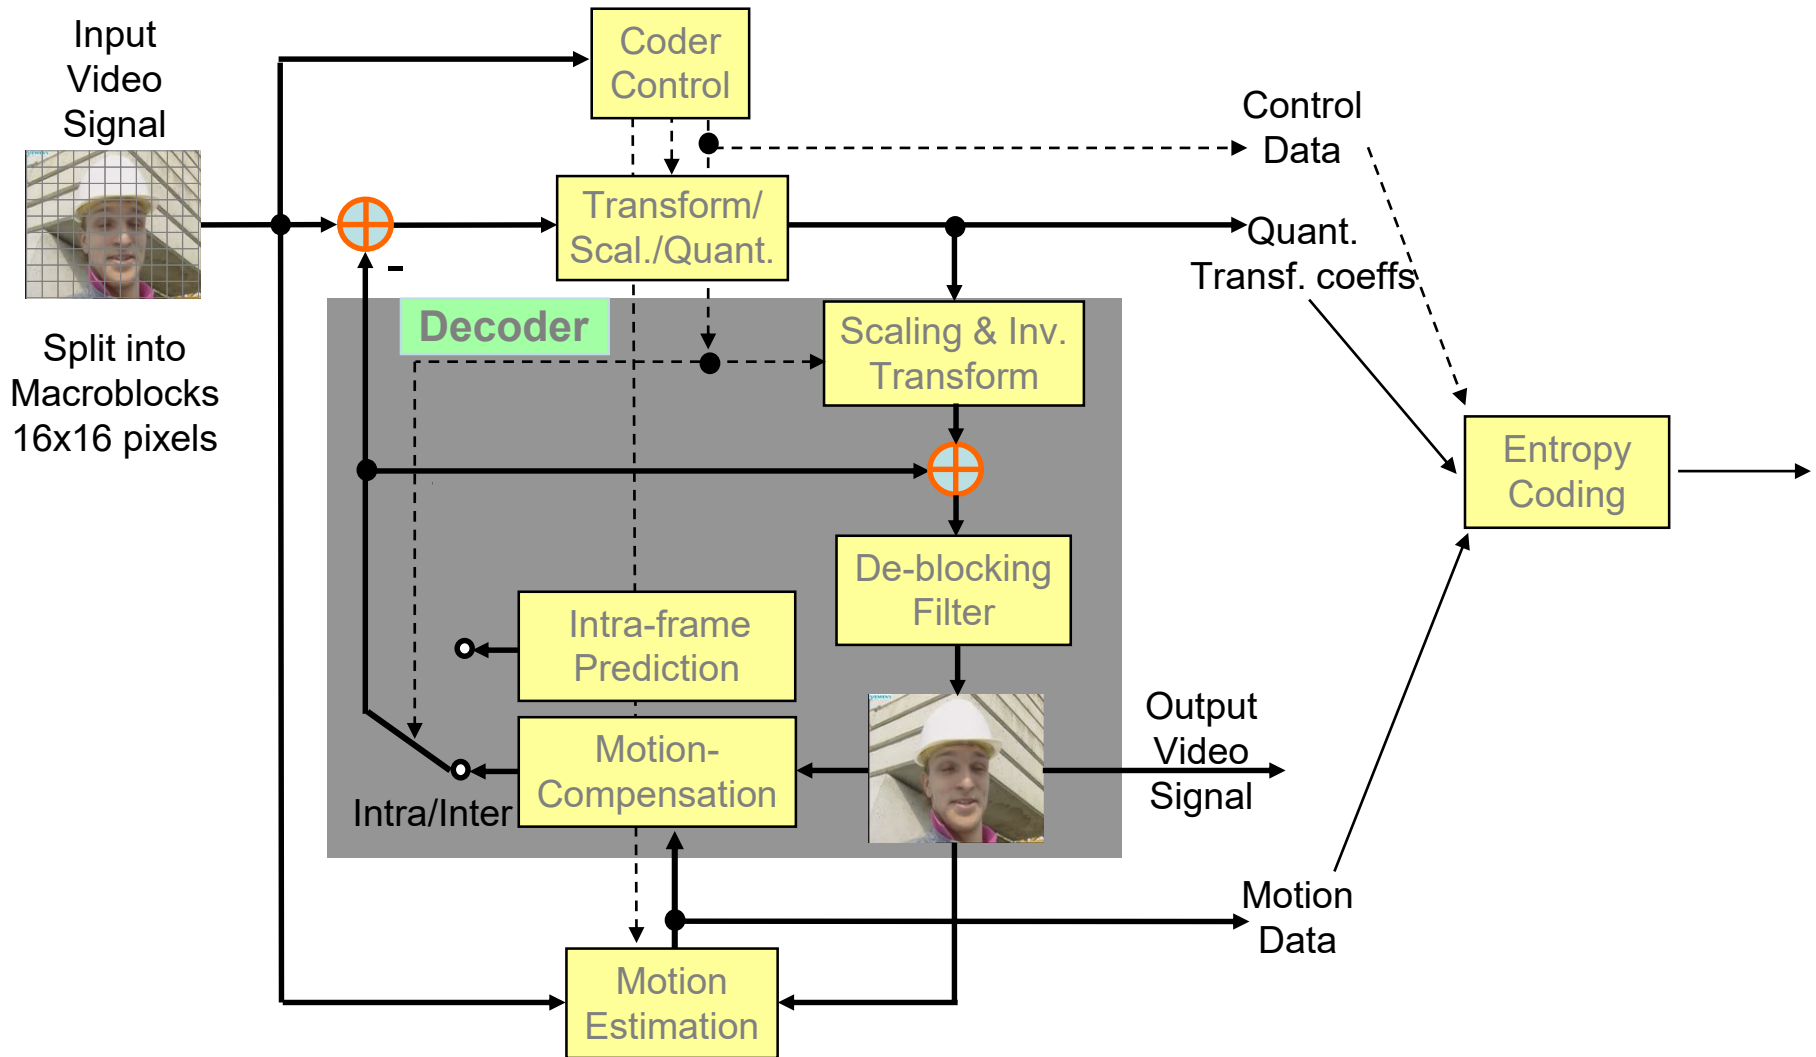 Input
Video
Signal
Coder
Control
Control
Data
Transform/
Scal./Quant.
Quant.
Transf. coeffs
-
Decoder
Scaling & Inv.
Transform
Split into
Macroblocks
16x16 pixels
Entropy
Coding
De-blocking
Filter
Intra-frame
Prediction
Motion-
Compensation
Intra/Inter
Output
Video
Signal
Motion
Data
Motion
Estimation